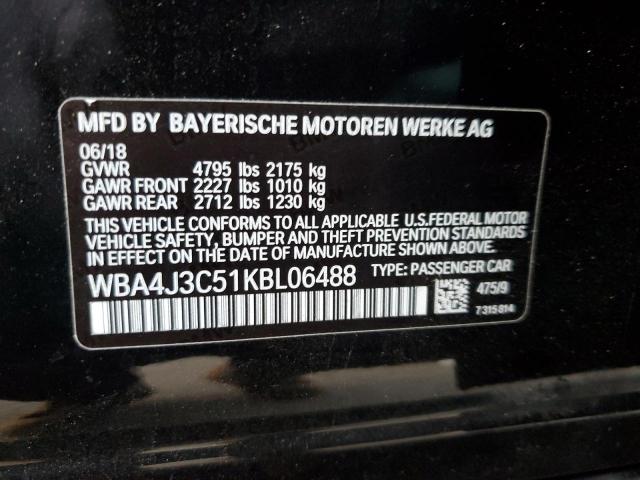 MFD BY BAYERISCHE MOTOREN WERKE AG
06/18
GVWR 4795 lbs 2175 kg
GAWR FRONT 2227 lbs 1010 kg
GAWR REAR 2712 lbs 1230 kg
THIS VEHICLE CONFORMS TO ALL APPLICABLE U.S.FEDERAL MOTOR
VEHICLE SAFETY, BUMPER AND THEFT PREVENTION STANDARDS
IN EFFECT ON THE DATE OF MANUFACTURE SHOWN ABOVE.
WBA4J3C51KBL06488 TYPE: PASSENGER CAR
475/9
7315814